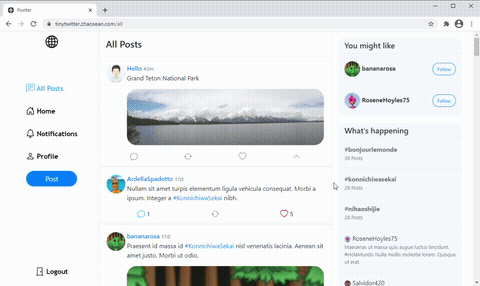 Postter
tinytwitter.zhaosean.com/all
All Posts
Home
Notifications
Profile
Post
Logout
All Posts
Hello 42m
Grand Teton National Park
ArdellaSpadotto 17d
Nullam sit amet turpis elementum ligula vehicula consequat. Morbi a
ipsum. Integer a #KonnichiwaSekai nibh.
1
5
bananarosa 17d
Praesent id massa id #KonnichiwaSekai nisl venenatis lacinia. Aenean sit
amet justo. Morbi ut odio.
You might like
bananarosa
Follow
RoseneHoyles75
Follow
What's happening
#bonjourlemonde
30 Posts
#konnichiwasekai
28 Posts
#nihaoshijie
28 Posts
RoseneHoyles75
Maecenas ut massa quis augue luctus tincidunt.
#HolaMundo Nulla mollis molestie lorem. Quisque
ut erat.
Salvidor420